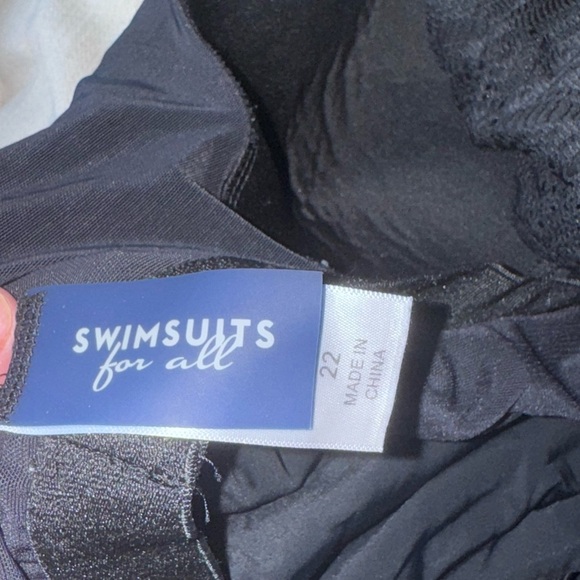 SWIMSUITS
for all
22
MADE IN
CHINA